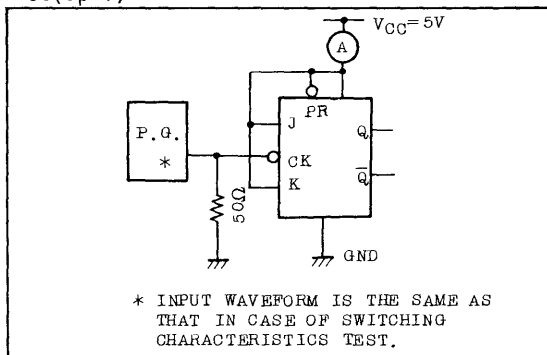 VCC=5V
A
PR
J
Q
P.G.
*
CK
K
Q̅
50Ω
GND
* INPUT WAVEFORM IS THE SAME AS
THAT IN CASE OF SWITCHING
CHARACTERISTICS TEST.